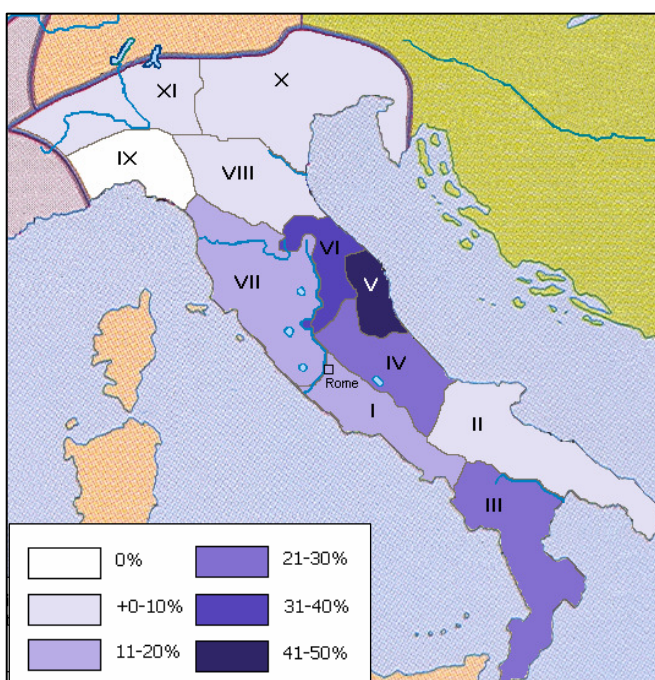 XI
X
IX
VIII
VI
VII
V
IV
Rome
I
II
III
0%
21-30%
+0-10%
31-40%
11-20%
41-50%